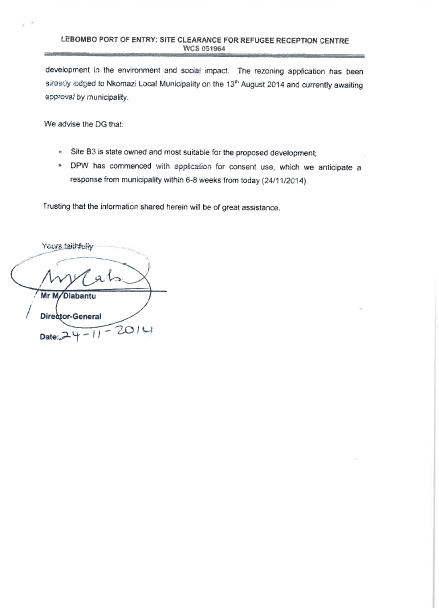 LEBOMBO PORT OF ENTRY: SITE CLEARANCE FOR REFUGEE RECEPTION CENTRE
WCS 051964
development in the environment and social impact. The rezoning application has been
already lodged to Nkomazi Local Municipality on the 13th August 2014 and currently awaiting
approval by municipality.
We advise the DG that:
• Site B3 is state owned and most suitable for the proposed development;
• DPW has commenced with application for consent use, which we anticipate a
response from municipality within 6-8 weeks from today (24/11/2014).
Trusting that the information shared herein will be of great assistance.
Yours faithfully
Mr M Dlabantu
Director-General
Date: 24-11-2014